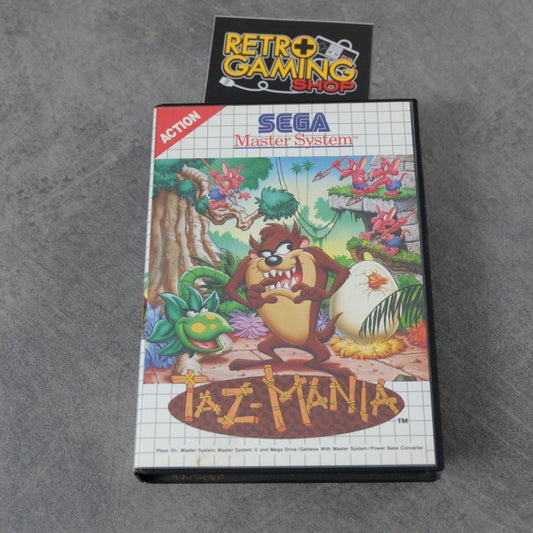 RETRO
GAMING
SHOP
ACTION
SEGA
Master System™
TAZ-MANIA
™
Plays On: Master System, Master System II and Mega Drive/Genesis With Master System/Power Base Converter